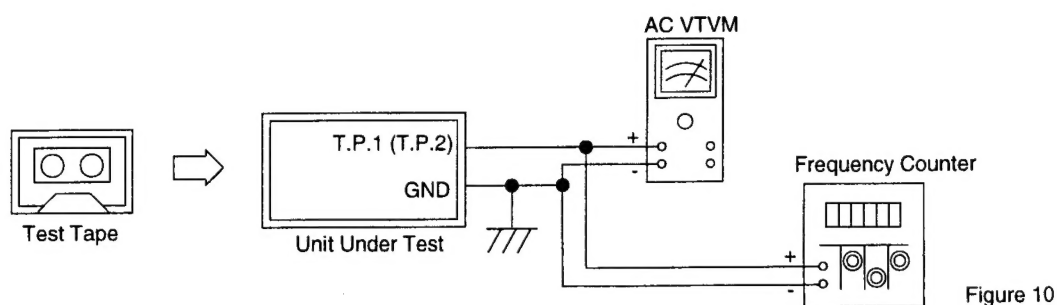 AC VTVM
T.P.1 (T.P.2)
+
-
GND
Frequency Counter
Test Tape
Unit Under Test
+
-
Figure 10